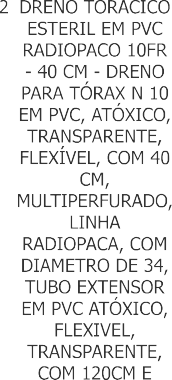 2 DRENO TORACICO
ESTERIL EM PVC
RADIOPACO 10FR
- 40 CM - DRENO
PARA TÓRAX N 10
EM PVC, ATÓXICO,
TRANSPARENTE,
FLEXÍVEL, COM 40
CM,
MULTIPERFURADO,
LINHA
RADIOPACA, COM
DIAMETRO DE 34,
TUBO EXTENSOR
EM PVC ATÓXICO,
FLEXIVEL,
TRANSPARENTE,
COM 120CM E